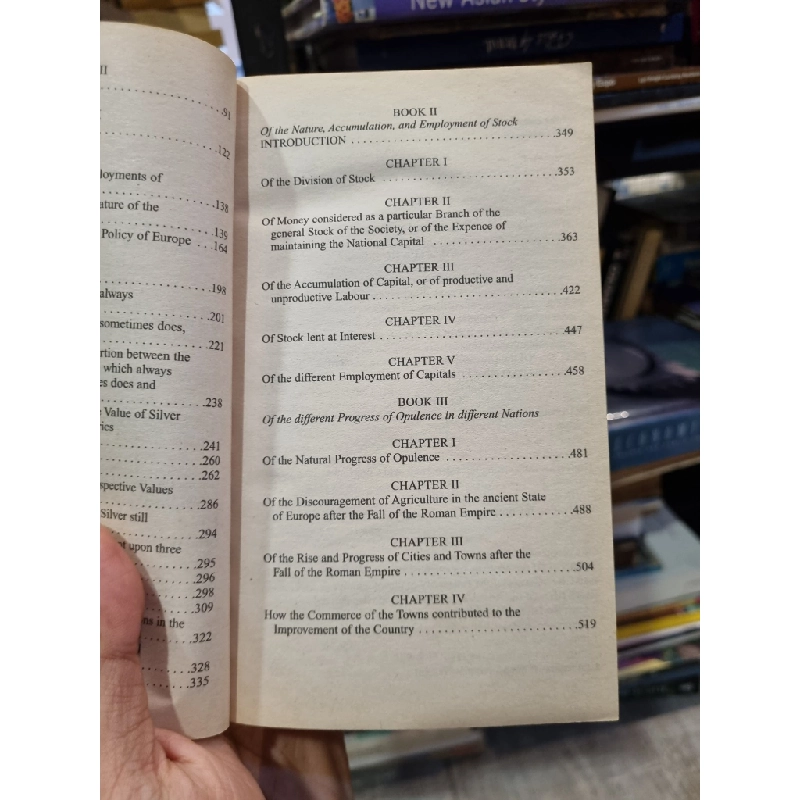 New Asian
II
.91
.122
loyments of
.138
ature of the
.139
Policy of Europe . . .164
.198
always
.201
sometimes does,
.221
rtion between the
which always
es does and
.238
Value of Silver
ies
.241
.260
.262
spective Values
.286
Silver still
.294
upon three
.295
.296
.298
.309
ns in the
.322
.328
.335
BOOK II
Of the Nature, Accumulation, and Employment of Stock
INTRODUCTION .349
CHAPTER I
Of the Division of Stock .353
CHAPTER II
Of Money considered as a particular Branch of the
general Stock of the Society, or of the Expence of
maintaining the National Capital .363
CHAPTER III
Of the Accumulation of Capital, or of productive and
unproductive Labour .422
CHAPTER IV
Of Stock lent at Interest .447
CHAPTER V
Of the different Employment of Capitals .458
BOOK III
Of the different Progress of Opulence in different Nations
CHAPTER I
Of the Natural Progress of Opulence .481
CHAPTER II
Of the Discouragement of Agriculture in the ancient State
of Europe after the Fall of the Roman Empire .488
CHAPTER III
Of the Rise and Progress of Cities and Towns after the
Fall of the Roman Empire .504
CHAPTER IV
How the Commerce of the Towns contributed to the
Improvement of the Country .519